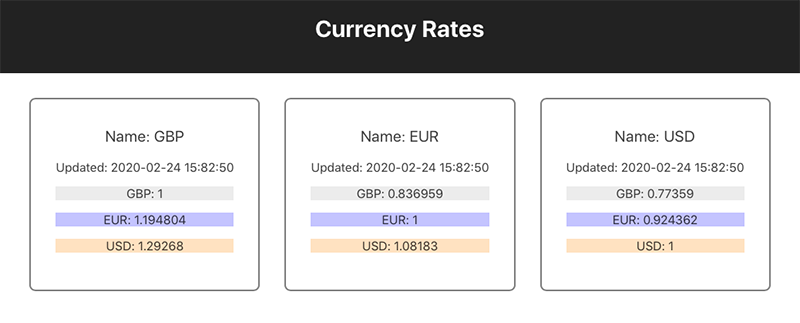 Currency Rates
Name: GBP
Updated: 2020-02-24 15:82:50
GBP: 1
EUR: 1.194804
USD: 1.29268
Name: EUR
Updated: 2020-02-24 15:82:50
GBP: 0.836959
EUR: 1
USD: 1.08183
Name: USD
Updated: 2020-02-24 15:82:50
GBP: 0.77359
EUR: 0.924362
USD: 1